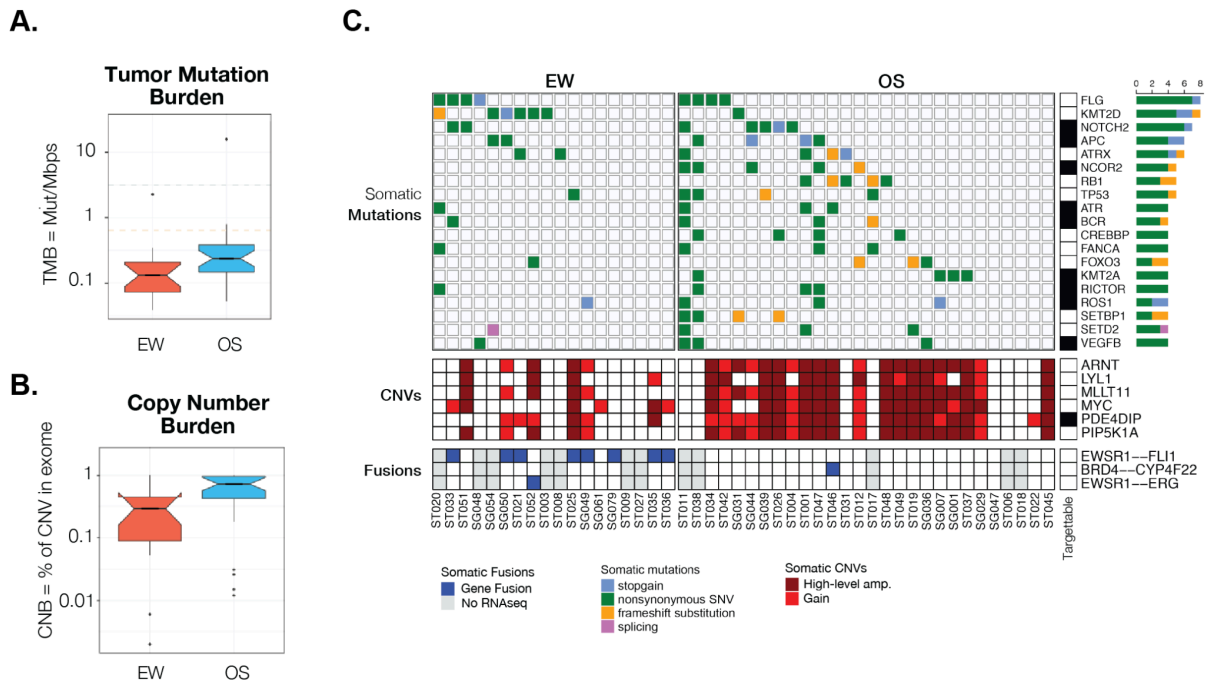 A.
Tumor Mutation
Burden
TMB = Mut/Mbps
10
1
0.1
EW
OS
B.
Copy Number
Burden
CNB = % of CNV in exome
1
0.1
0.01
EW
OS
C.
EW
OS
0 2 4 6 8
Somatic
Mutations
FLG
KMT2D
NOTCH2
APC
ATRX
NCOR2
RB1
TP53
ATR
BCR
CREBBP
FANCA
FOXO3
KMT2A
RICTOR
ROS1
SETBP1
SETD2
VEGFB
CNVs
ARNT
LYL1
MLLT11
MYC
PDE4DIP
PIP5K1A
Fusions
EWSR1--FLI1
BRD4--CYP4F22
EWSR1--ERG
ST020 ST033 ST051 SG048 SG054 SG050 ST021 ST052 ST003 ST008 ST025 SG049 SG061 SG079 ST009 ST027 ST035 ST036
ST011 ST038 ST034 ST042 SG031 SG044 SG039 ST026 ST004 ST001 ST047 ST046 ST031 ST012 ST017 ST048 ST049 ST019 SG036 SG007 SG001 ST037 SG029 SG047 ST006 ST018 ST022 ST045
Targettable
Somatic Fusions
Gene Fusion
No RNAseq
Somatic mutations
stopgain
nonsynonymous SNV
frameshift substitution
splicing
Somatic CNVs
High-level amp.
Gain